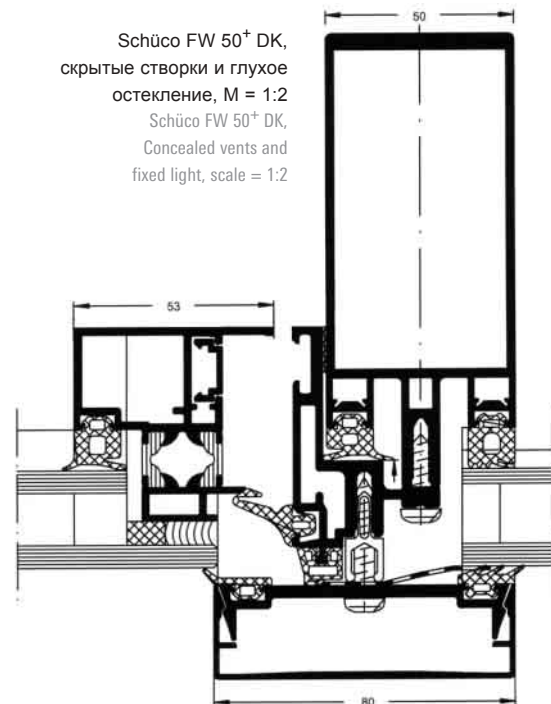 50
Schüco FW 50⁺ DK,
скрытые створки и глухое
остекление, М = 1:2
Schüco FW 50⁺ DK,
Concealed vents and
fixed light, scale = 1:2
53
80